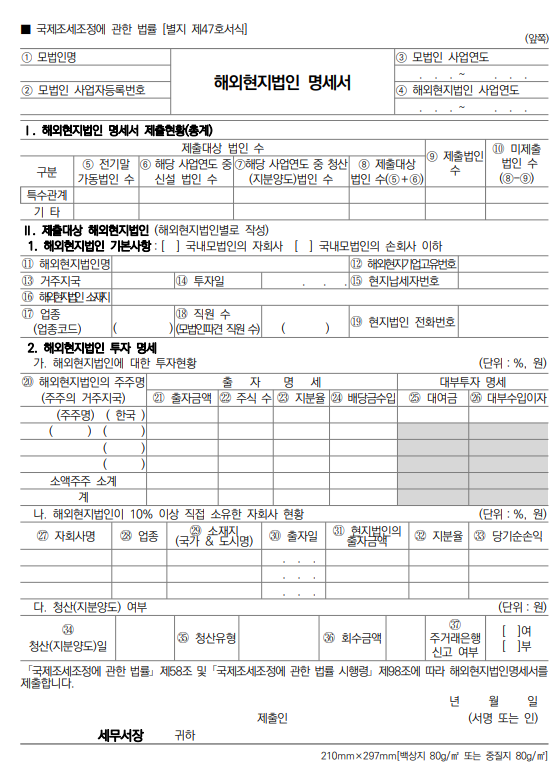 ■ 국제조세조정에 관한 법률 [별지 제47호서식]
(앞쪽)
① 모법인명
해외현지법인 명세서
③ 모법인 사업연도
. . . ~ . . .
② 모법인 사업자등록번호
④ 해외현지법인 사업연도
. . . ~ . . .
Ⅰ. 해외현지법인 명세서 제출현황(총계)
구분
제출대상 법인 수
⑤ 전기말 가동법인 수
⑥ 해당 사업연도 중 신설 법인 수
⑦해당 사업연도 중 청산(지분양도)법인 수
⑧ 제출대상 법인 수(⑤+⑥)
⑨ 제출법인 수
⑩ 미제출 법인 수 (⑧-⑨)
특수관계
기 타
Ⅱ. 제출대상 해외현지법인 (해외현지법인별로 작성)
1. 해외현지법인 기본사항 : [ ] 국내모법인의 자회사 [ ] 국내모법인의 손회사 이하
⑪ 해외현지법인명
⑫ 해외현지기업고유번호
⑬ 거주지국
⑭ 투자일 . . .
⑮ 현지납세자번호
⑯ 해외현지법인 소재지
⑰ 업종 (업종코드) ( )
⑱ 직원 수 (모법인파견 직원 수) ( )
⑲ 현지법인 전화번호
2. 해외현지법인 투자 명세
가. 해외현지법인에 대한 투자현황 (단위 : %, 원)
⑳ 해외현지법인의 주주명 (주주의 거주지국)
출 자 명 세
대부투자 명세
㉑ 출자금액 ㉒ 주식 수 ㉓ 지분율 ㉔ 배당금수입 ㉕ 대여금 ㉖ 대부수입이자
(주주명) ( 한국 )
( ) ( )
( )
( )
소액주주 소계
계
나. 해외현지법인이 10% 이상 직접 소유한 자회사 현황 (단위 : %, 원)
㉗ 자회사명 ㉘ 업종 ㉙ 소재지 (국가 & 도시명) ㉚ 출자일 ㉛ 현지법인의 출자금액 ㉜ 지분율 ㉝ 당기순손익
. . .
. . .
. . .
다. 청산(지분양도) 여부 (단위 : 원)
㉞ 청산(지분양도)일
㉟ 청산유형
㊱ 회수금액
㊲ 주거래은행 신고 여부
[ ]여
[ ]부
「국제조세조정에 관한 법률」 제58조 및 「국제조세조정에 관한 법률 시행령」 제98조에 따라 해외현지법인명세서를
제출합니다.
년 월 일
제출인 (서명 또는 인)
세무서장 귀하
210mm×297mm[백상지 80g/㎡ 또는 중질지 80g/㎡]